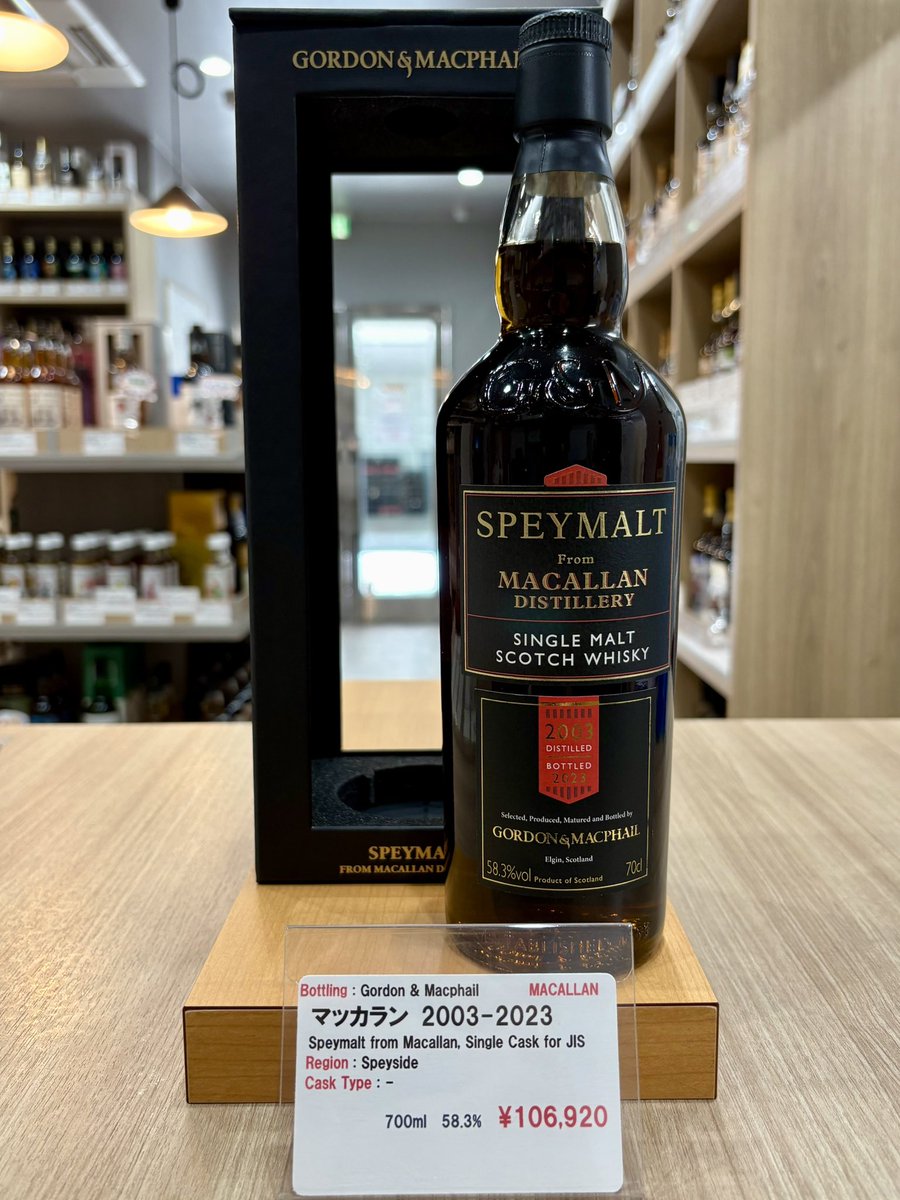 GORDON & MACPHAIL
SPEYMALT
From
MACALLAN
DISTILLERY
SINGLE MALT
SCOTCH WHISKY
2003
DISTILLED
BOTTLED
2023
Selected, Produced, Matured and Bottled by
GORDON & MACPHAIL
Elgin, Scotland
58.3%vol Product of Scotland 70cl
SPEYMA
FROM MACALLAN D
Bottling : Gordon & Macphail MACALLAN
マッカラン 2003-2023
Speymalt from Macallan, Single Cask for JIS
Region : Speyside
Cask Type : -
700ml 58.3% ¥106,920